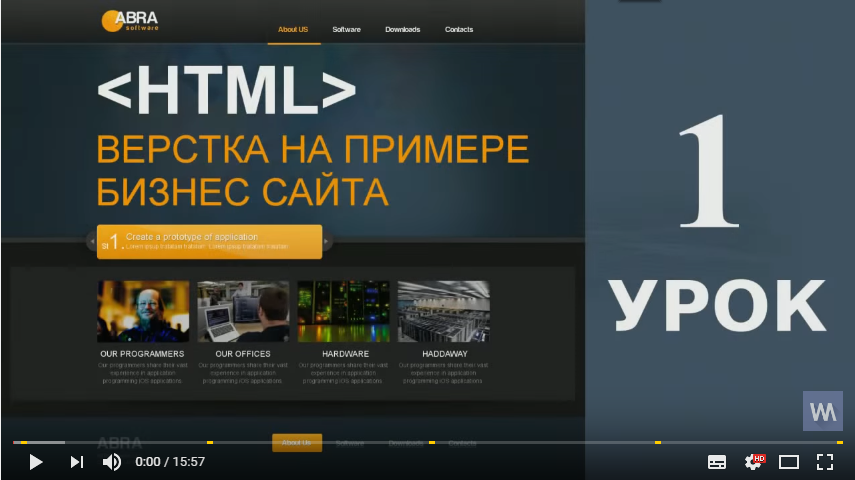 ABRA
software
About US Software Downloads Contacts
<HTML>
ВЕРСТКА НА ПРИМЕРЕ
БИЗНЕС САЙТА
1
УРОК
st 1. Create a prototype of application
OUR PROGRAMMERS OUR OFFICES HARDWARE HADDAWAY
Our programmers share their vast Our programmers share their vast Our programmers share their vast Our programmers share their vast
experience in application experience in application experience in application experience in application
programming iOS applications. programming iOS applications. programming iOS applications. programming iOS applications.
ABRA About Us Software Downloads Contacts
0:00 / 15:57
HD